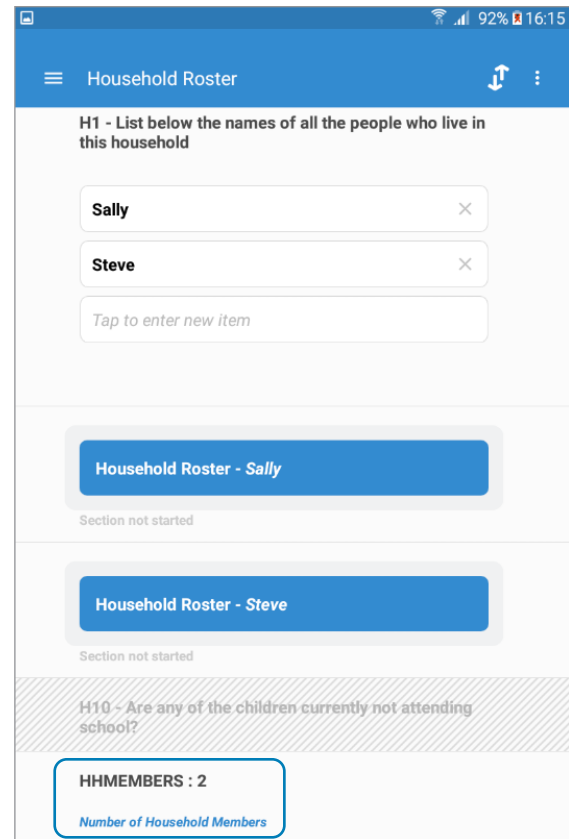 92% 16:15
Household Roster
H1 - List below the names of all the people who live in
this household
Sally
Steve
Tap to enter new item
Household Roster - Sally
Section not started
Household Roster - Steve
Section not started
H10 - Are any of the children currently not attending
school?
HHMEMBERS : 2
Number of Household Members